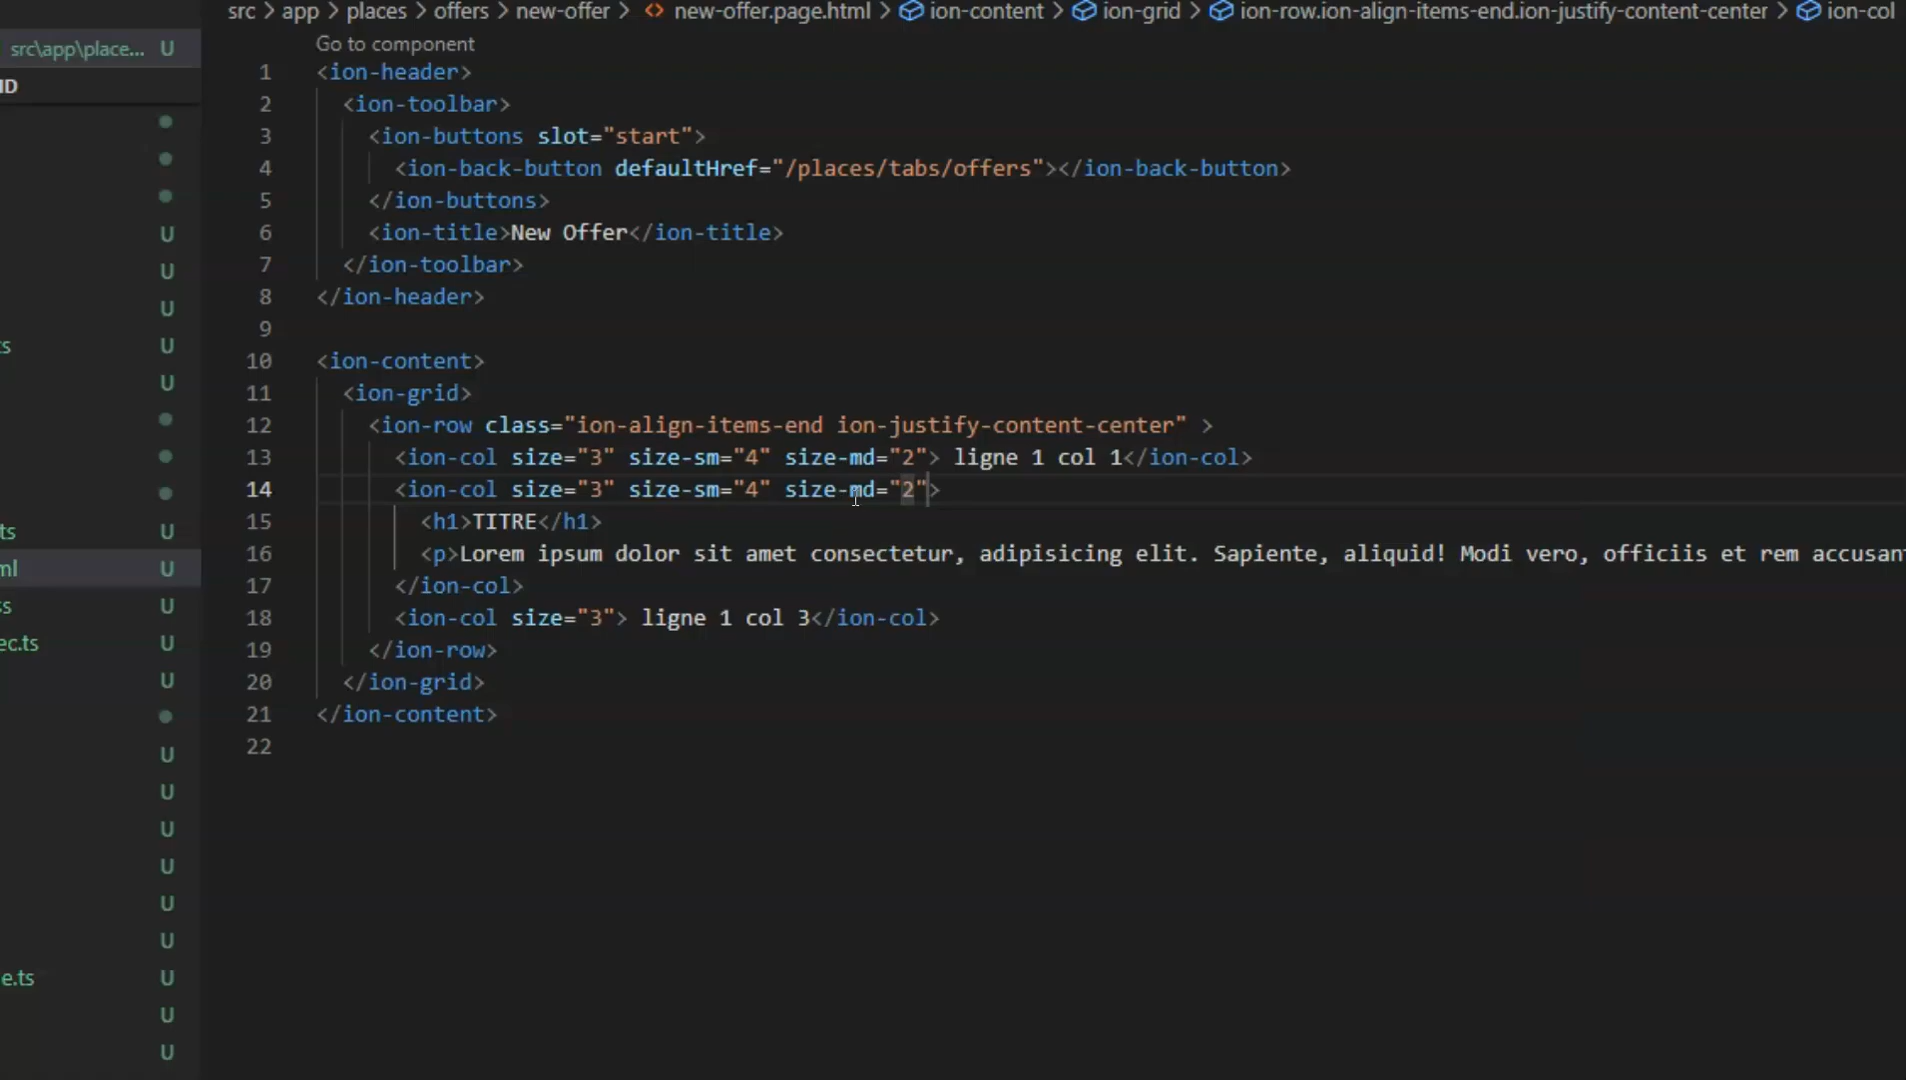 src > app > places > offers > new-offer > <> new-offer.page.html > ion-content > ion-grid > ion-row.ion-align-items-end.ion-justify-content-center > ion-col
src\app\place... U
ID
U
U
U
ts U
U
ts U
ml U
ss U
ec.ts U
U
U
U
U
U
U
U
e.ts U
U
U
Go to component
1 <ion-header>
2 <ion-toolbar>
3 <ion-buttons slot="start">
4 <ion-back-button defaultHref="/places/tabs/offers"></ion-back-button>
5 </ion-buttons>
6 <ion-title>New Offer</ion-title>
7 </ion-toolbar>
8 </ion-header>
9
10 <ion-content>
11 <ion-grid>
12 <ion-row class="ion-align-items-end ion-justify-content-center" >
13 <ion-col size="3" size-sm="4" size-md="2"> ligne 1 col 1</ion-col>
14 <ion-col size="3" size-sm="4" size-md="2">
15 <h1>TITRE</h1>
16 <p>Lorem ipsum dolor sit amet consectetur, adipisicing elit. Sapiente, aliquid! Modi vero, officiis et rem accusan
17 </ion-col>
18 <ion-col size="3"> ligne 1 col 3</ion-col>
19 </ion-row>
20 </ion-grid>
21 </ion-content>
22